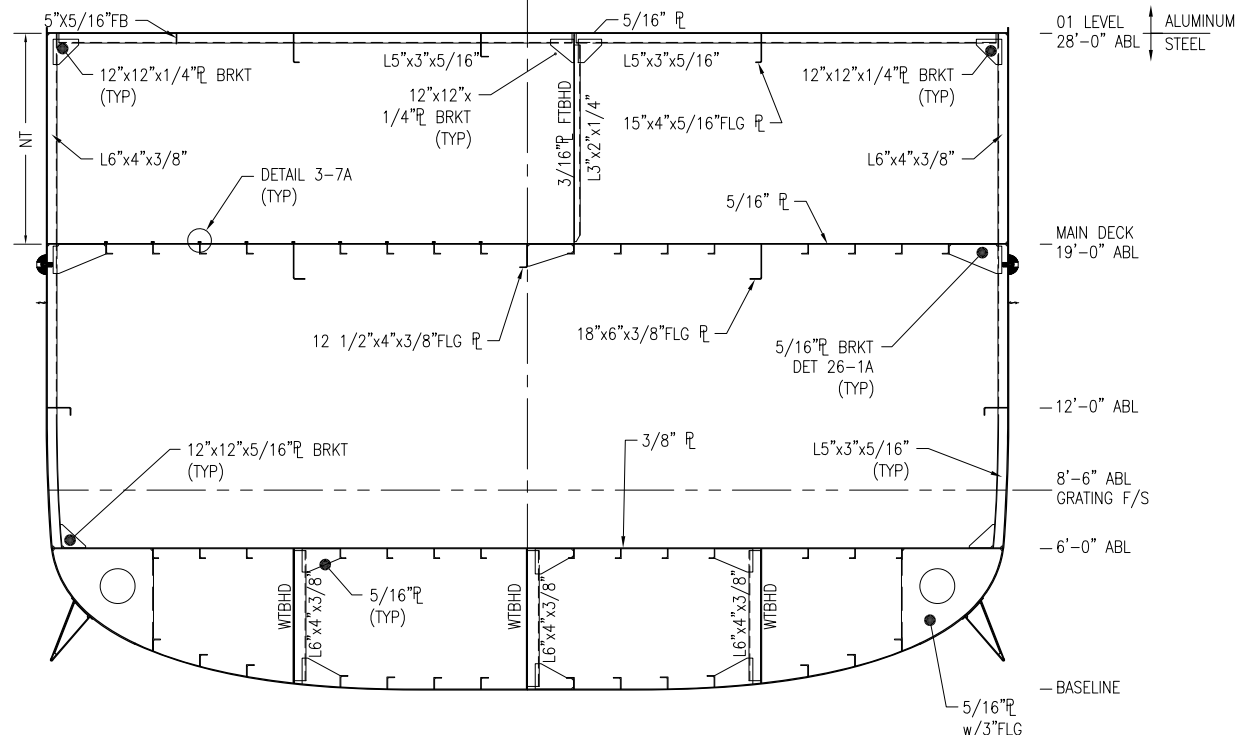 5"X5/16"FB
5/16" PL
01 LEVEL
28'-0" ABL
ALUMINUM
STEEL
12"x12"x1/4"PL BRKT
(TYP)
L5"x3"x5/16"
12"x12"x
1/4"PL BRKT
(TYP)
L5"x3"x5/16"
12"x12"x1/4"PL BRKT
(TYP)
15"x4"x5/16"FLG PL
NT
L6"x4"x3/8"
3/16"PL FTBHD
L3"x2"x1/4"
L6"x4"x3/8"
DETAIL 3-7A
(TYP)
5/16" PL
MAIN DECK
19'-0" ABL
12 1/2"x4"x3/8"FLG PL
18"x6"x3/8"FLG PL
5/16"PL BRKT
DET 26-1A
(TYP)
12'-0" ABL
12"x12"x5/16"PL BRKT
(TYP)
3/8" PL
L5"x3"x5/16"
(TYP)
8'-6" ABL
GRATING F/S
6'-0" ABL
WTBHD
L6"x4"x3/8"
5/16"PL
(TYP)
WTBHD
L6"x4"x3/8"
L6"x4"x3/8"
WTBHD
BASELINE
5/16"PL
w/3"FLG